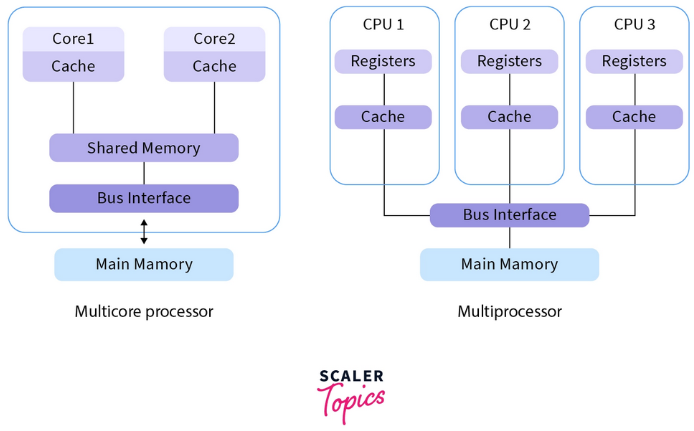 Core1
Cache
Core2
Cache
Shared Memory
Bus Interface
Main Mamory
Multicore processor
CPU 1
Registers
Cache
CPU 2
Registers
Cache
CPU 3
Registers
Cache
Bus Interface
Main Mamory
Multiprocessor
SCALER
Topics